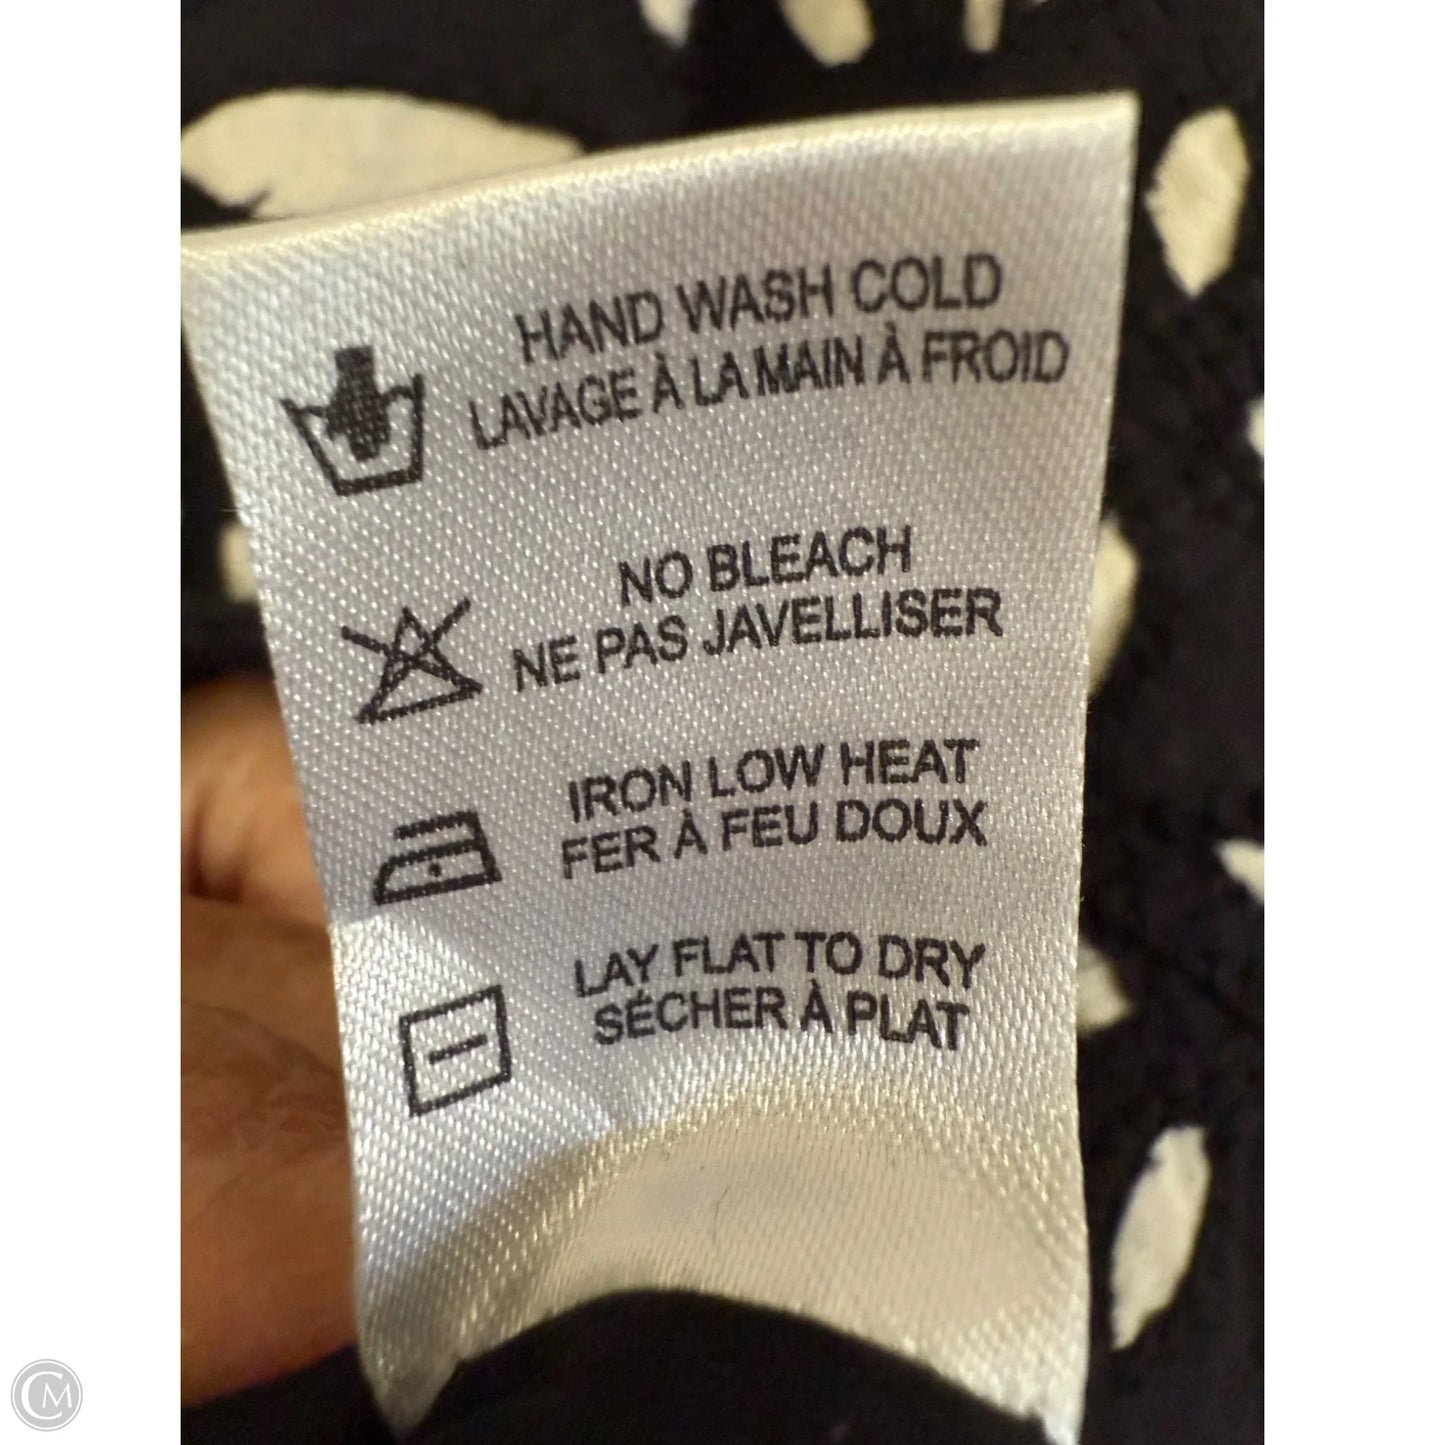 HAND WASH COLD
LAVAGE À LA MAIN À FROID
NO BLEACH
NE PAS JAVELLISER
IRON LOW HEAT
FER À FEU DOUX
LAY FLAT TO DRY
SÉCHER À PLAT
CM